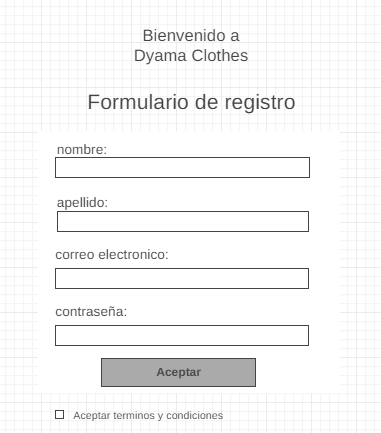 Bienvenido a
Dyama Clothes
Formulario de registro
nombre:
apellido:
correo electronico:
contraseña:
Aceptar
Aceptar terminos y condiciones